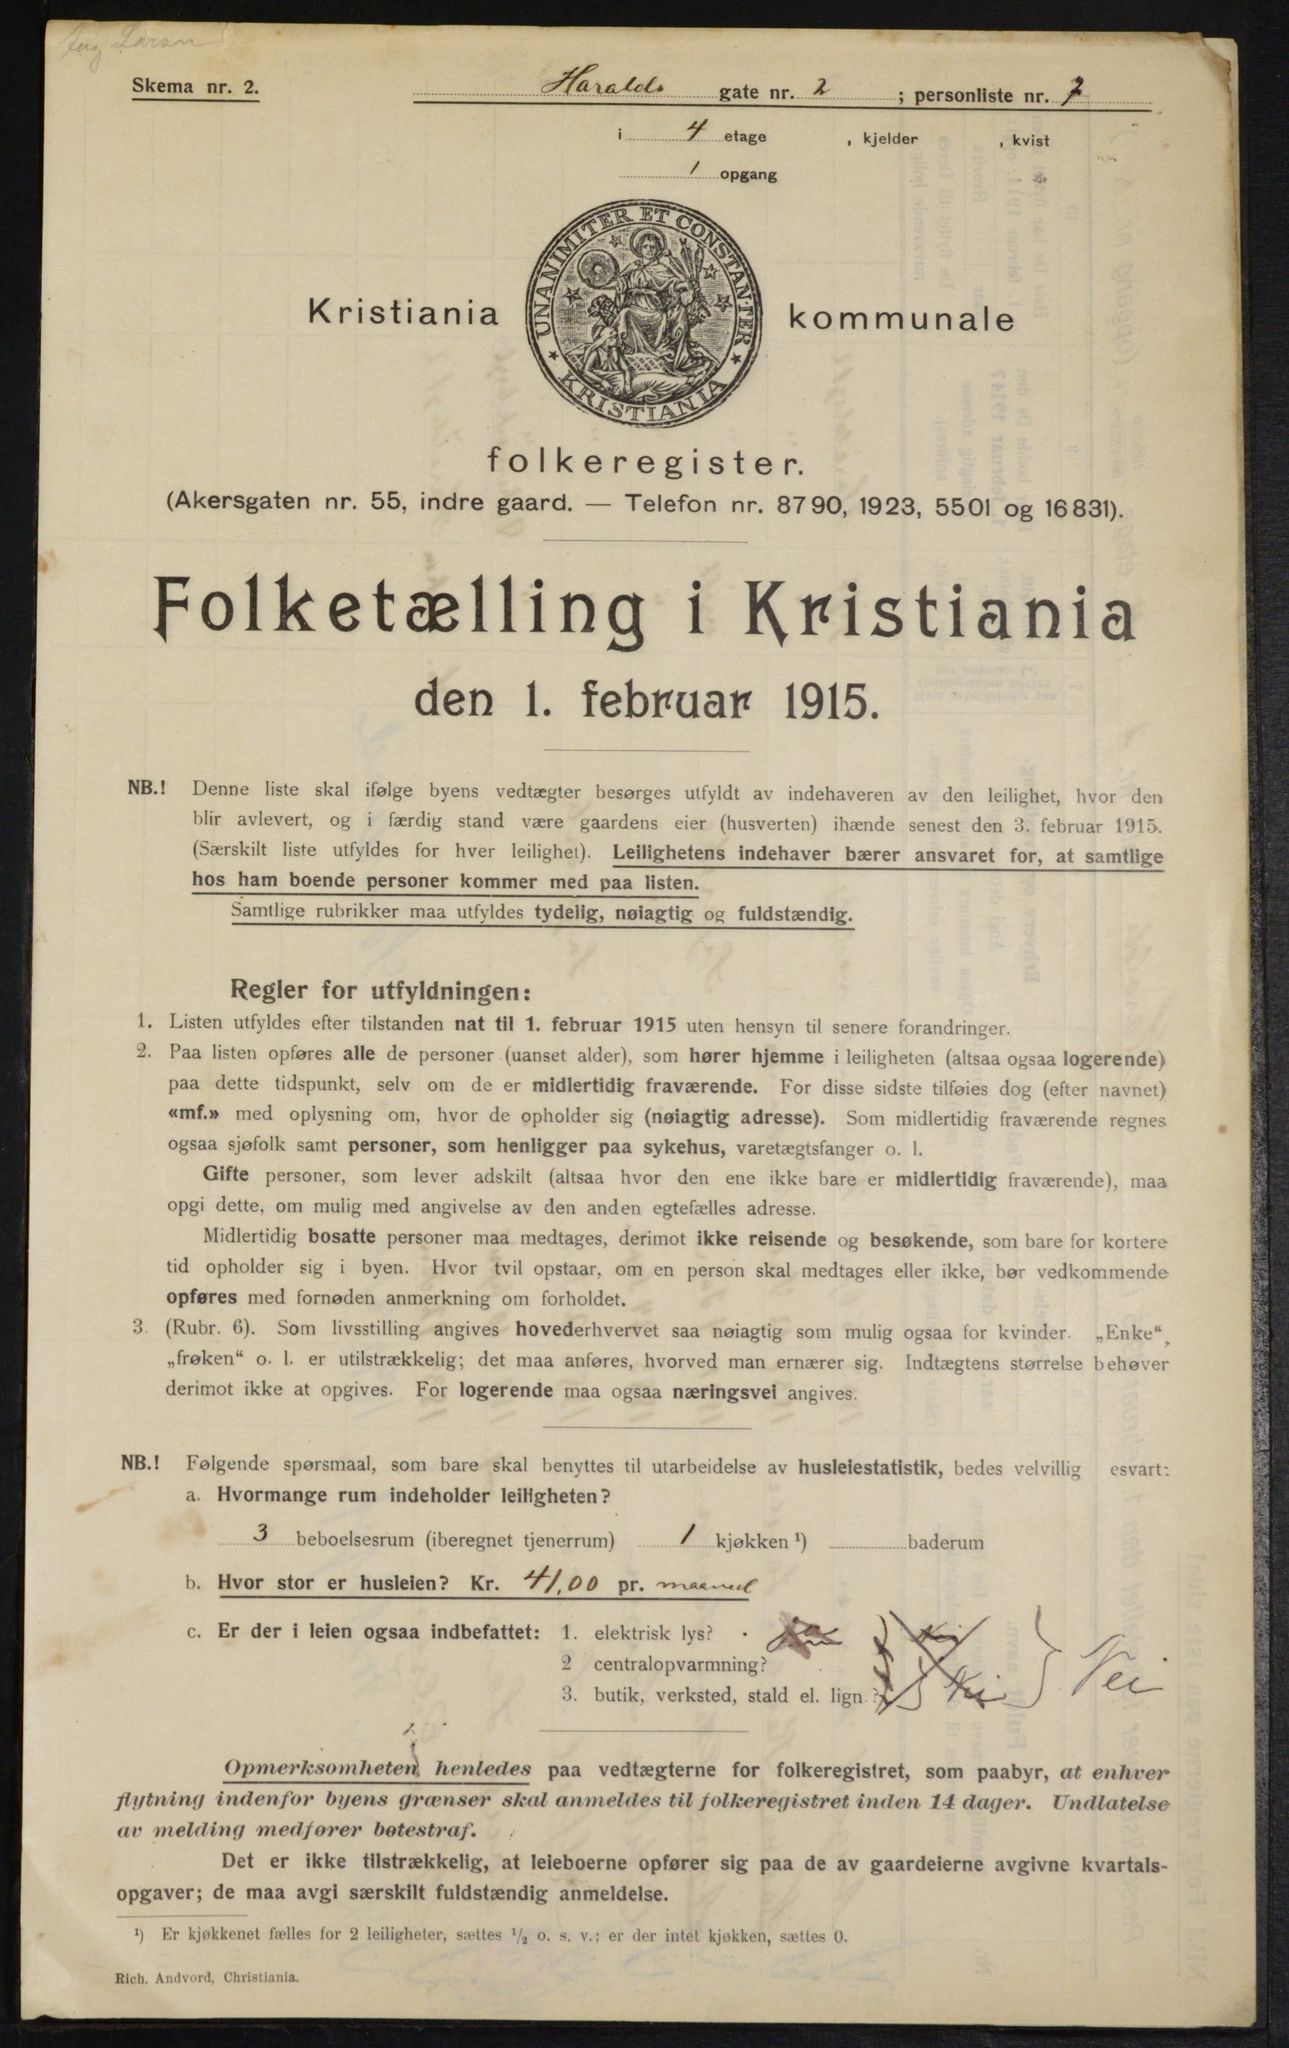 Aug Larsen
Skema nr. 2. Haralds gate nr. 2 ; personliste nr. 7
i 4 etage , kjelder , kvist
1 opgang
UNANIMITER ET CONSTANTER
KRISTIANIA
Kristiania kommunale
folkeregister.
(Akersgaten nr. 55, indre gaard. — Telefon nr. 8790, 1923, 5501 og 16831).
Folketælling i Kristiania
den 1. februar 1915.
NB.! Denne liste skal ifølge byens vedtægter besørges utfyldt av indehaveren av den leilighet, hvor den
blir avlevert, og i færdig stand være gaardens eier (husverten) ihænde senest den 3. februar 1915.
(Særskilt liste utfyldes for hver leilighet). Leilighetens indehaver bærer ansvaret for, at samtlige
hos ham boende personer kommer med paa listen.
Samtlige rubrikker maa utfyldes tydelig, nøiagtig og fuldstændig.
Regler for utfyldningen:
1. Listen utfyldes efter tilstanden nat til 1. februar 1915 uten hensyn til senere forandringer.
2. Paa listen opføres alle de personer (uanset alder), som hører hjemme i leiligheten (altsaa ogsaa logerende)
paa dette tidspunkt, selv om de er midlertidig fraværende. For disse sidste tilføies dog (efter navnet)
«mf.» med oplysning om, hvor de opholder sig (nøiagtig adresse). Som midlertidig fraværende regnes
ogsaa sjøfolk samt personer, som henligger paa sykehus, varetægtsfanger o. l.
Gifte personer, som lever adskilt (altsaa hvor den ene ikke bare er midlertidig fraværende), maa
opgi dette, om mulig med angivelse av den anden egtefælles adresse.
Midlertidig bosatte personer maa medtages, derimot ikke reisende og besøkende, som bare for kortere
tid opholder sig i byen. Hvor tvil opstaar, om en person skal medtages eller ikke, bør vedkommende
opføres med fornøden anmerkning om forholdet.
3. (Rubr. 6). Som livsstilling angives hovederhvervet saa nøiagtig som mulig ogsaa for kvinder. „Enke",
„frøken" o. l. er utilstrækkelig; det maa anføres, hvorved man ernærer sig. Indtægtens størrelse behøver
derimot ikke at opgives. For logerende maa ogsaa næringsvei angives.
NB.! Følgende spørsmaal, som bare skal benyttes til utarbeidelse av husleiestatistik, bedes velvillig esvart:
a. Hvormange rum indeholder leiligheten?
3 beboelsesrum (iberegnet tjenerrum) 1 kjøkken ¹) baderum
b. Hvor stor er husleien? Kr. 41,00 pr. maaned
c. Er der i leien ogsaa indbefattet: 1. elektrisk lys?
2 centralopvarmning?
3. butik, verksted, stald el. lign.? Nei
Opmerksomheten henledes paa vedtægterne for folkeregistret, som paabyr, at enhver
flytning indenfor byens grænser skal anmeldes til folkeregistret inden 14 dager. Undlatelse
av melding medfører bøtestraf.
Det er ikke tilstrækkelig, at leieboerne opfører sig paa de av gaardeierne avgivne kvartals-
opgaver; de maa avgi særskilt fuldstændig anmeldelse.
¹) Er kjøkkenet fælles for 2 leiligheter, sættes ½ o. s. v.; er der intet kjøkken, sættes 0.
Rich. Andvord, Christiania.